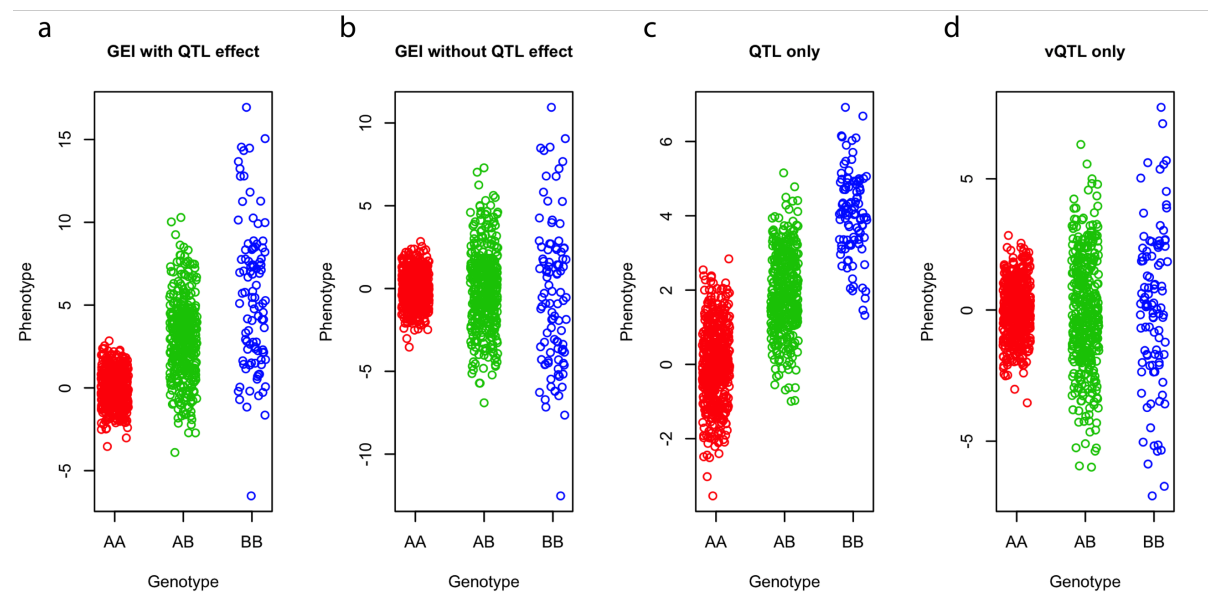 a
GEI with QTL effect
Phenotype
15
10
5
0
-5
AA AB BB
Genotype
b
GEI without QTL effect
Phenotype
10
5
0
-5
-10
AA AB BB
Genotype
c
QTL only
Phenotype
6
4
2
0
-2
AA AB BB
Genotype
d
vQTL only
Phenotype
5
0
-5
AA AB BB
Genotype